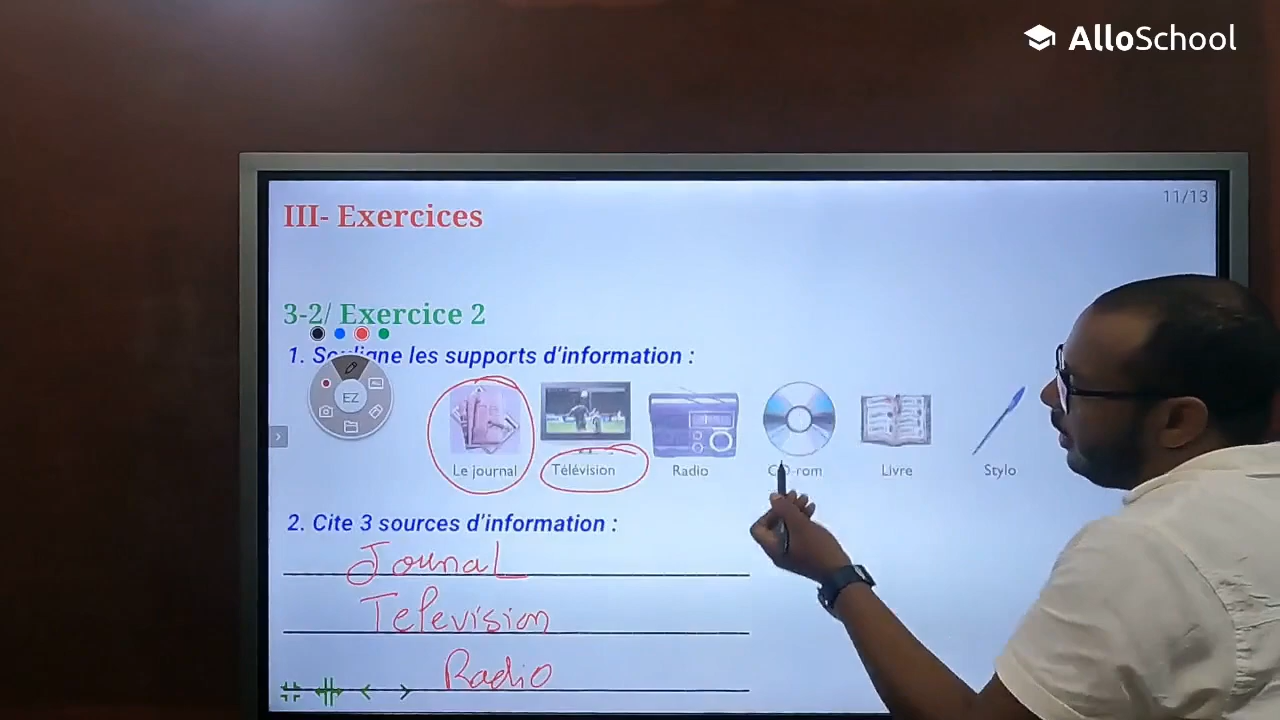 AlloSchool
11/13
III- Exercices
3-2/ Exercice 2
1. Souligne les supports d'information :
EZ
Le journal Télévision Radio CD-rom Livre Stylo
2. Cite 3 sources d'information :
Journal
Television
Radio